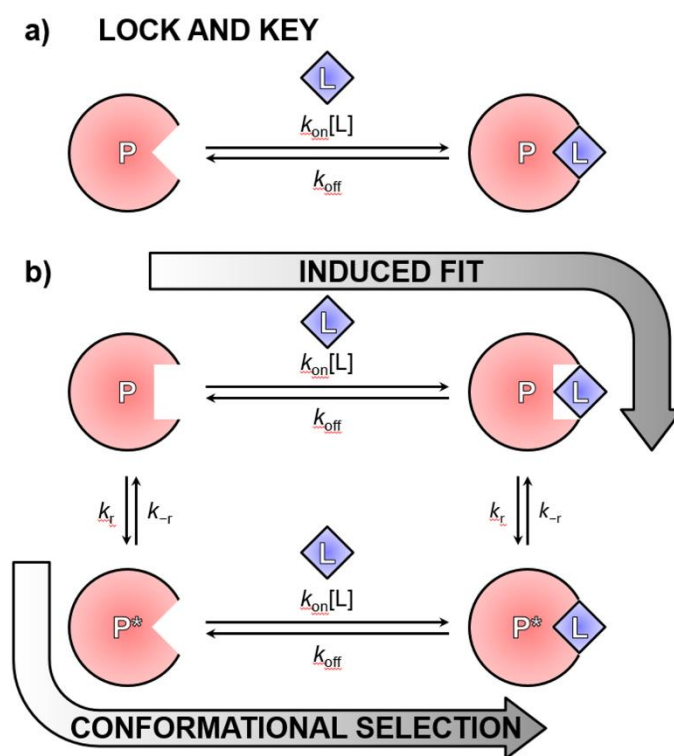 a) LOCK AND KEY
L
P
kon[L]
koff
P L
b) INDUCED FIT
L
P
kon[L]
koff
P L
kr k–r
kr k–r
L
P*
kon[L]
koff
P* L
CONFORMATIONAL SELECTION